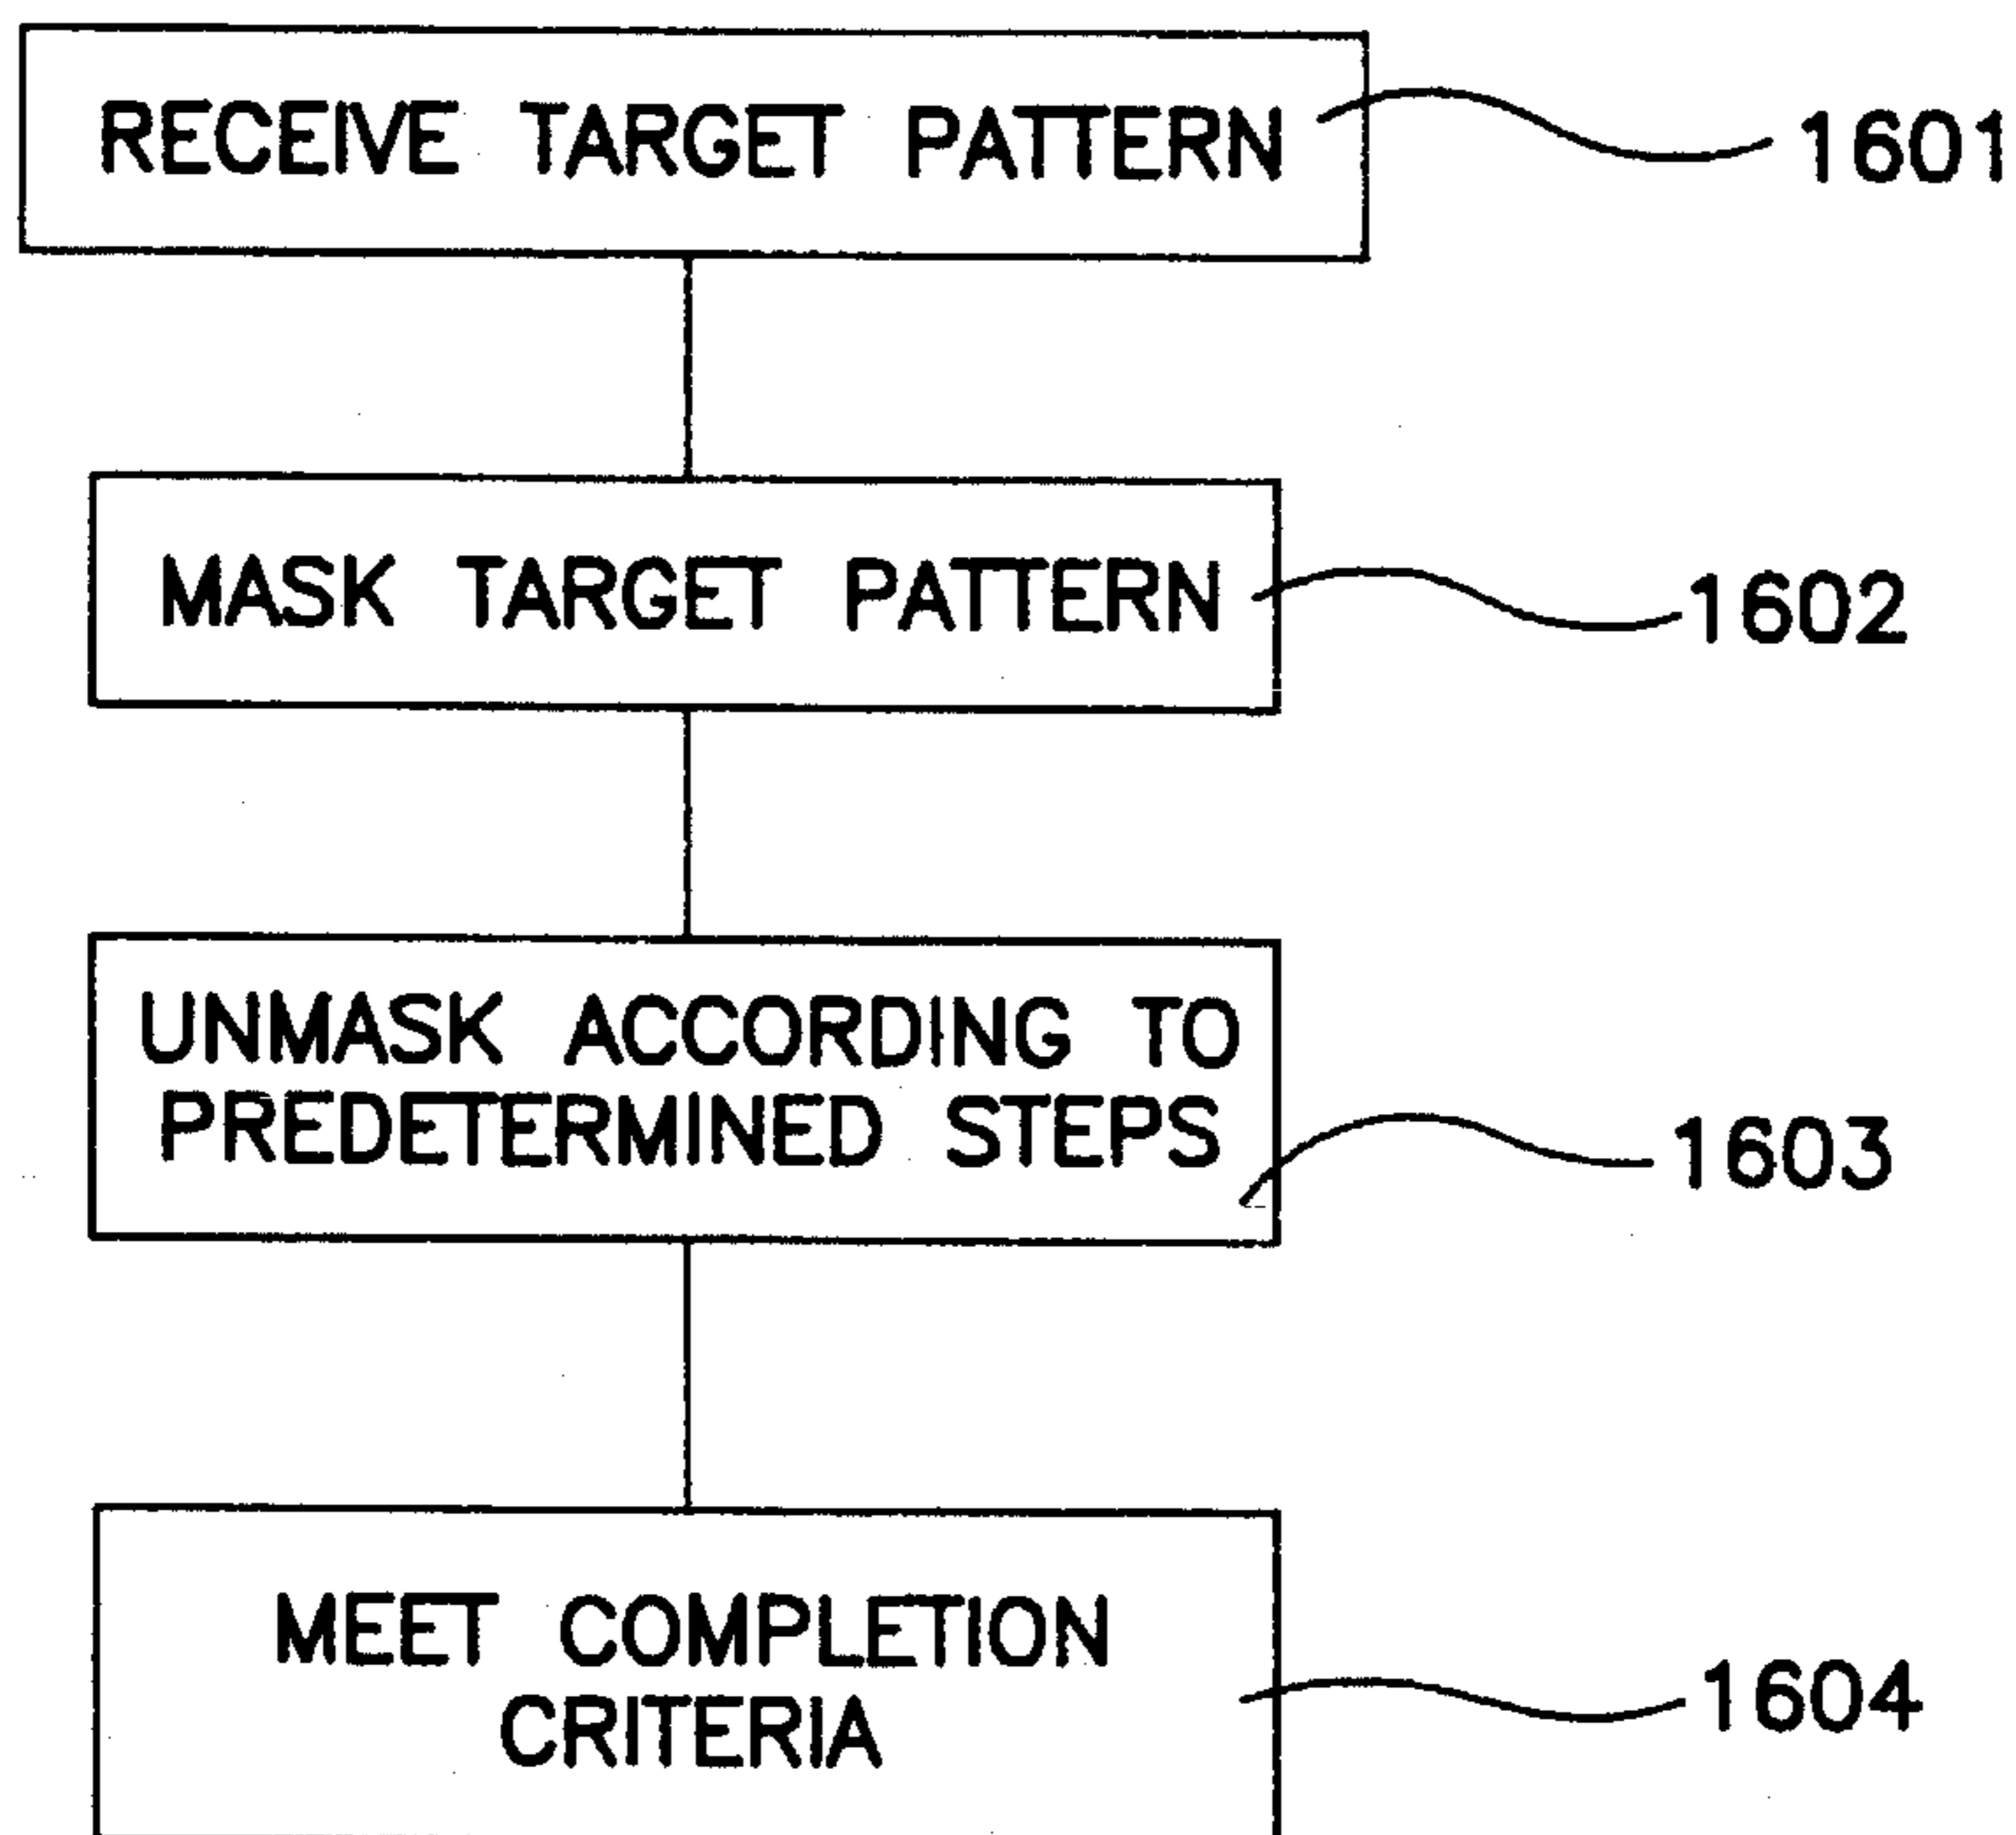 RECEIVE TARGET PATTERN
1601
MASK TARGET PATTERN
1602
UNMASK ACCORDING TO
PREDETERMINED STEPS
1603
MEET COMPLETION
CRITERIA
1604